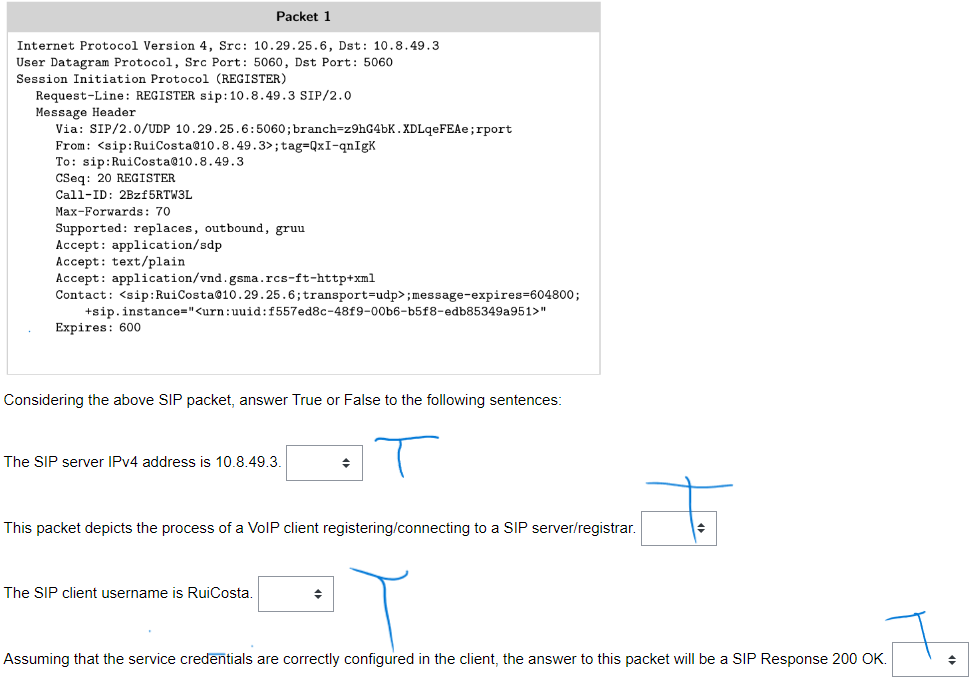 Packet 1
Internet Protocol Version 4, Src: 10.29.25.6, Dst: 10.8.49.3
User Datagram Protocol, Src Port: 5060, Dst Port: 5060
Session Initiation Protocol (REGISTER)
Request-Line: REGISTER sip:10.8.49.3 SIP/2.0
Message Header
Via: SIP/2.0/UDP 10.29.25.6:5060;branch=z9hG4bK.XDLqeFEAe;rport
From: <sip:RuiCosta@10.8.49.3>;tag=QxI-qnIgK
To: sip:RuiCosta@10.8.49.3
CSeq: 20 REGISTER
Call-ID: 2Bzf5RTW3L
Max-Forwards: 70
Supported: replaces, outbound, gruu
Accept: application/sdp
Accept: text/plain
Accept: application/vnd.gsma.rcs-ft-http+xml
Contact: <sip:RuiCosta@10.29.25.6;transport=udp>;message-expires=604800;
+sip.instance="<urn:uuid:f557ed8c-48f9-00b6-b5f8-edb85349a951>"
Expires: 600
Considering the above SIP packet, answer True or False to the following sentences:
The SIP server IPv4 address is 10.8.49.3. T
This packet depicts the process of a VoIP client registering/connecting to a SIP server/registrar. T
The SIP client username is RuiCosta. T
Assuming that the service credentials are correctly configured in the client, the answer to this packet will be a SIP Response 200 OK. T